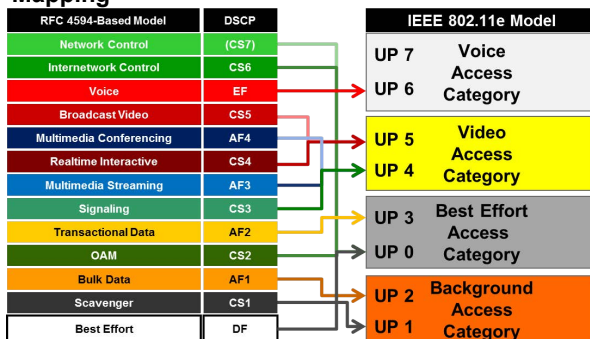 Mapping
RFC 4594-Based Model DSCP
Network Control (CS7)
Internetwork Control CS6
Voice EF
Broadcast Video CS5
Multimedia Conferencing AF4
Realtime Interactive CS4
Multimedia Streaming AF3
Signaling CS3
Transactional Data AF2
OAM CS2
Bulk Data AF1
Scavenger CS1
Best Effort DF
IEEE 802.11e Model
UP 7 Voice
Access
UP 6 Category
UP 5 Video
Access
UP 4 Category
UP 3 Best Effort
Access
UP 0 Category
UP 2 Background
Access
UP 1 Category